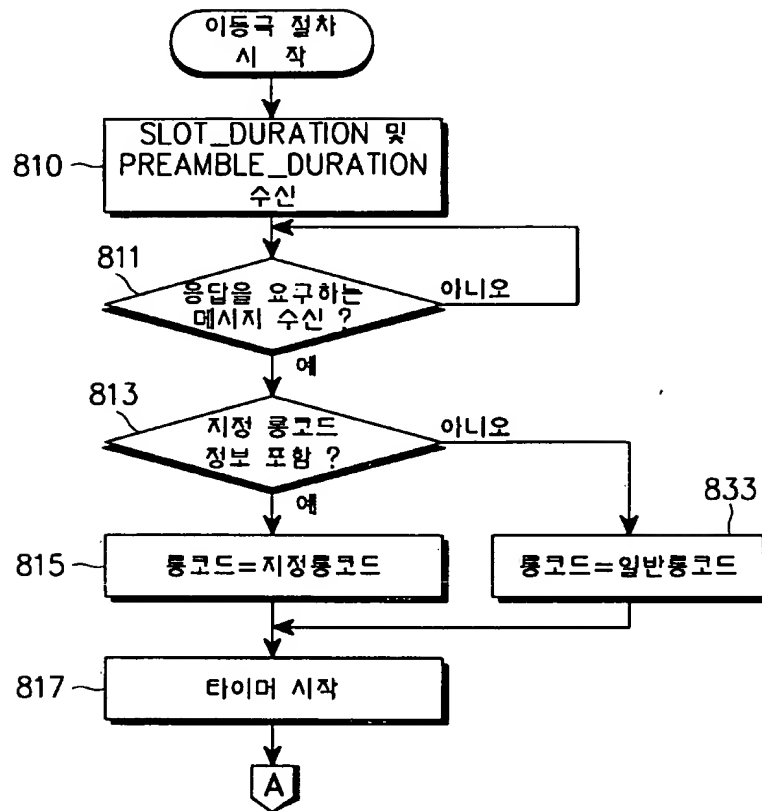 이동국 절차
시 작
810
SLOT_DURATION 및
PREAMBLE_DURATION
수신
811
응답을 요구하는
메시지 수신 ?
아니오
예
813
지정 롱코드
정보 포함 ?
아니오
예
833
815
롱코드=지정롱코드
롱코드=일반롱코드
817
타이머 시작
A